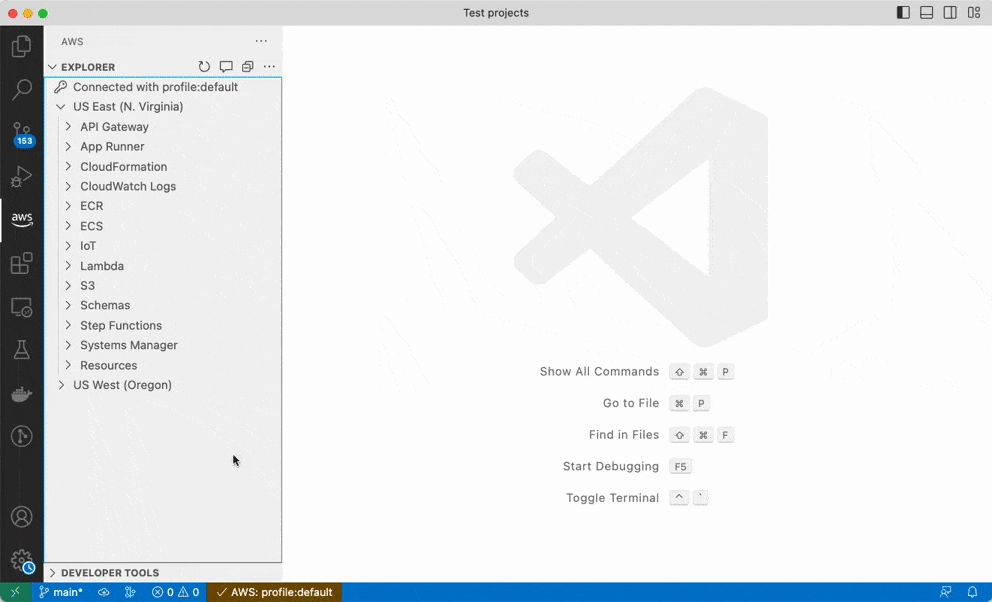 Test projects
AWS
EXPLORER
Connected with profile:default
US East (N. Virginia)
API Gateway
App Runner
CloudFormation
CloudWatch Logs
ECR
ECS
IoT
Lambda
S3
Schemas
Step Functions
Systems Manager
Resources
US West (Oregon)
153
aws
Show All Commands ⇧ ⌘ P
Go to File ⌘ P
Find in Files ⇧ ⌘ F
Start Debugging F5
Toggle Terminal ^ `
DEVELOPER TOOLS
main* 0 0 AWS: profile:default